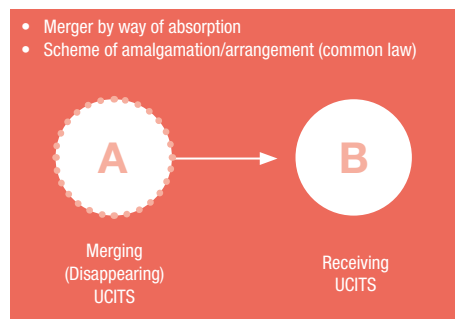 • Merger by way of absorption
• Scheme of amalgamation/arrangement (common law)
A
B
Merging
(Disappearing)
UCITS
Receiving
UCITS